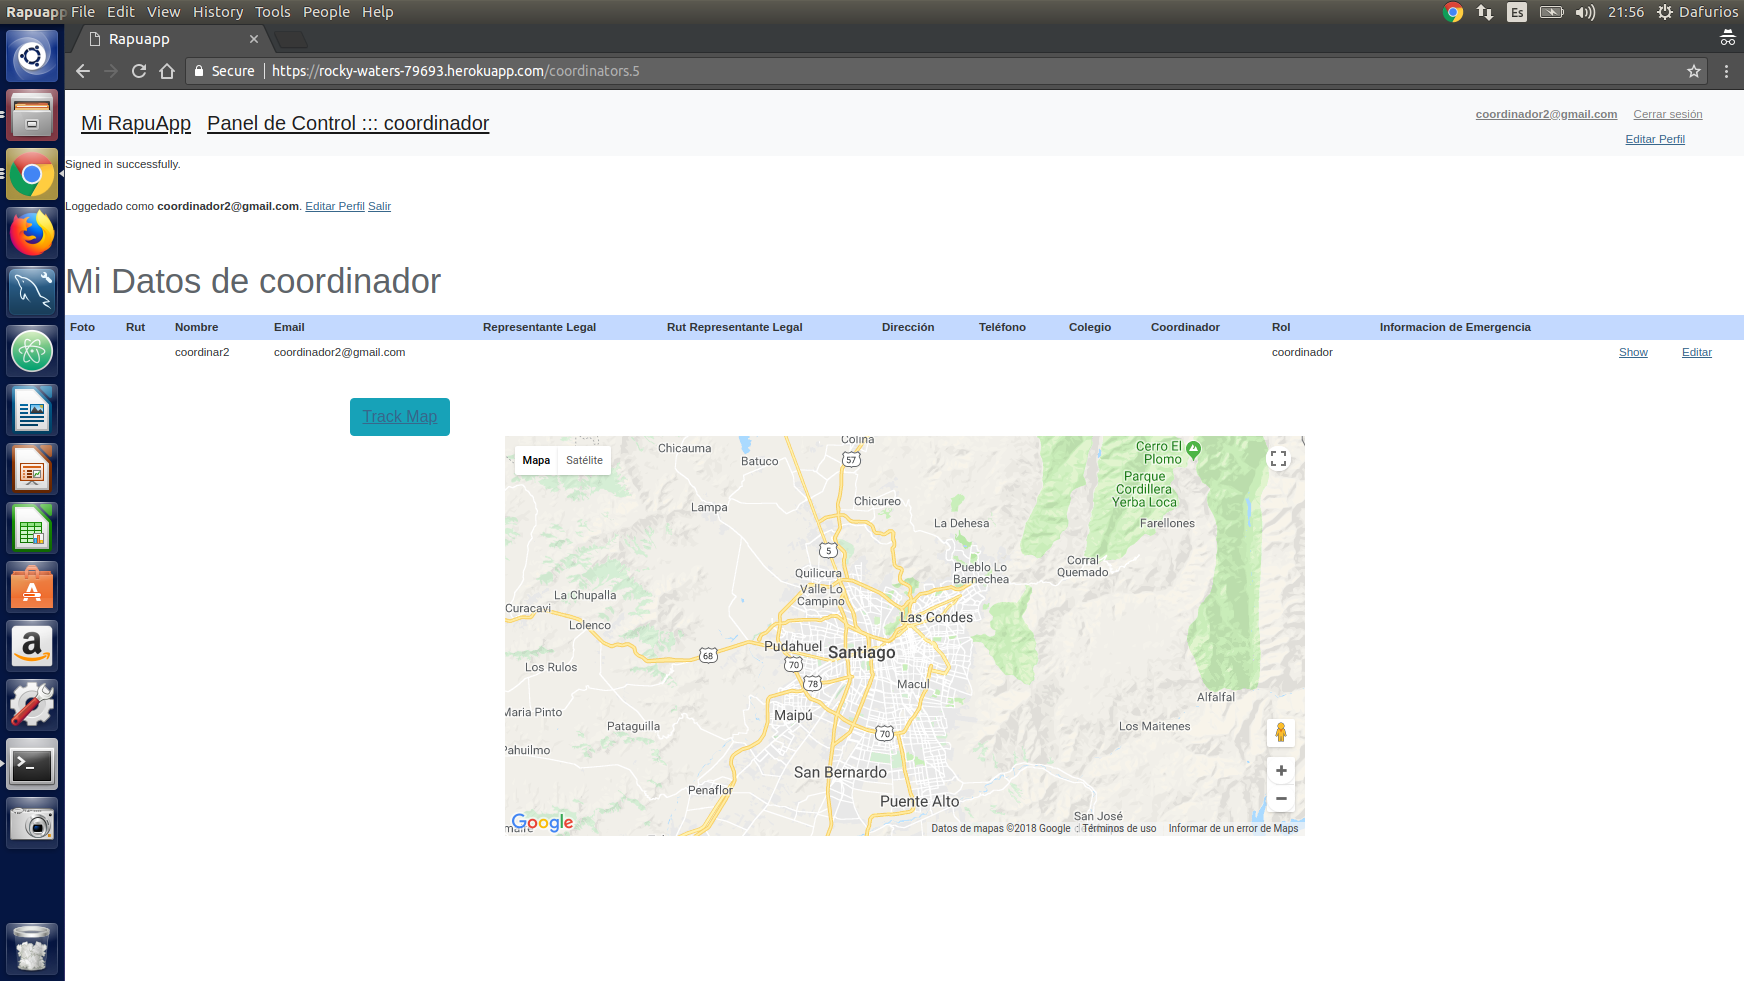 Rapuapp File Edit View History Tools People Help
Es 21:56 Dafurios
Rapuapp
Secure https://rocky-waters-79693.herokuapp.com/coordinators.5
Mi RapuApp Panel de Control ::: coordinador
coordinador2@gmail.com Cerrar sesión
Editar Perfil
Signed in successfully.
Loggedado como coordinador2@gmail.com. Editar Perfil Salir
Mi Datos de coordinador
Foto Rut Nombre Email Representante Legal Rut Representante Legal Dirección Teléfono Colegio Coordinador Rol Informacion de Emergencia
coordinar2 coordinador2@gmail.com coordinador Show Editar
Track Map
Mapa Satélite
Colina
Chicauma
Batuco
57
Cerro El
Plomo
Parque
Cordillera
Yerba Loca
Chicureo
Lampa
La Dehesa
Farellones
5
Corral
Quemado
Quilicura
Pueblo Lo
Barnechea
Valle Lo
Campino
La Chupalla
Curacavi
Las Condes
Lolenco
Pudahuel
Santiago
68
70
Los Rulos
78
Macul
Alfalfal
Maria Pinto
Maipú
Pataguilla
Los Maitenes
70
Pahuilmo
San Bernardo
Penaflor
Puente Alto
San José
Google
Datos de mapas ©2018 Google Términos de uso Informar de un error de Maps